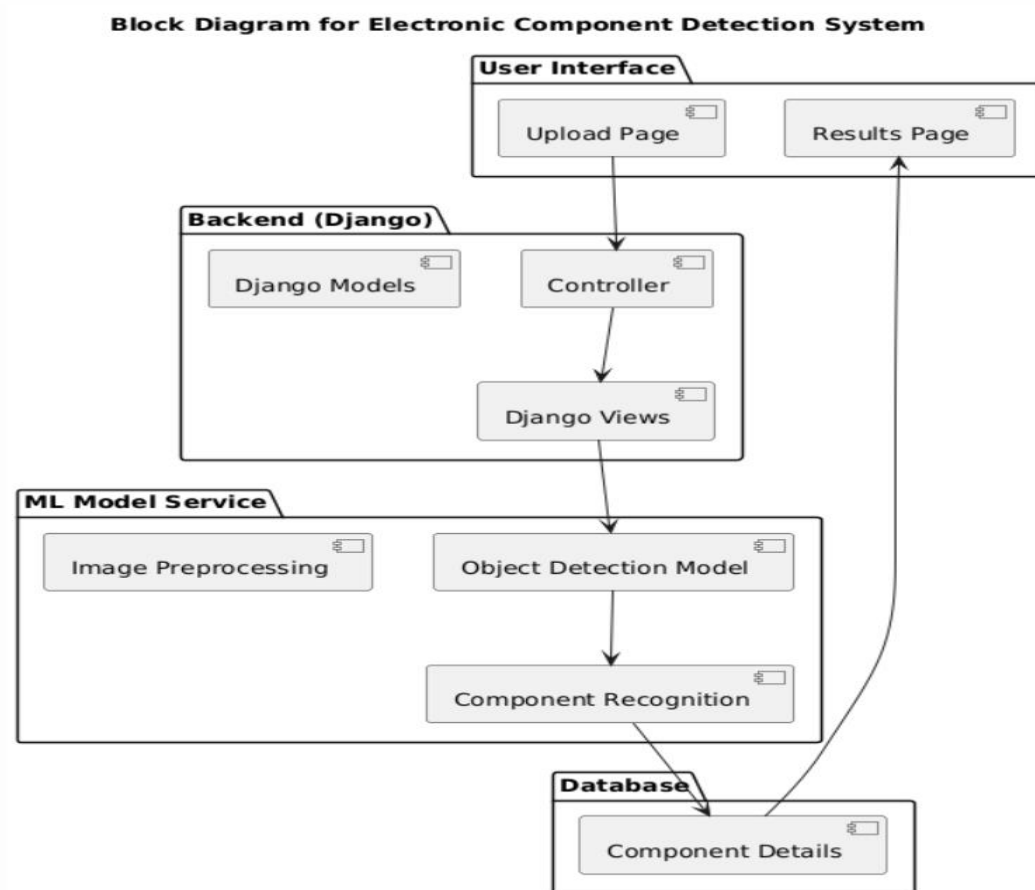 Block Diagram for Electronic Component Detection System
User Interface
Upload Page
Results Page
Backend (Django)
Django Models
Controller
Django Views
ML Model Service
Image Preprocessing
Object Detection Model
Component Recognition
Database
Component Details